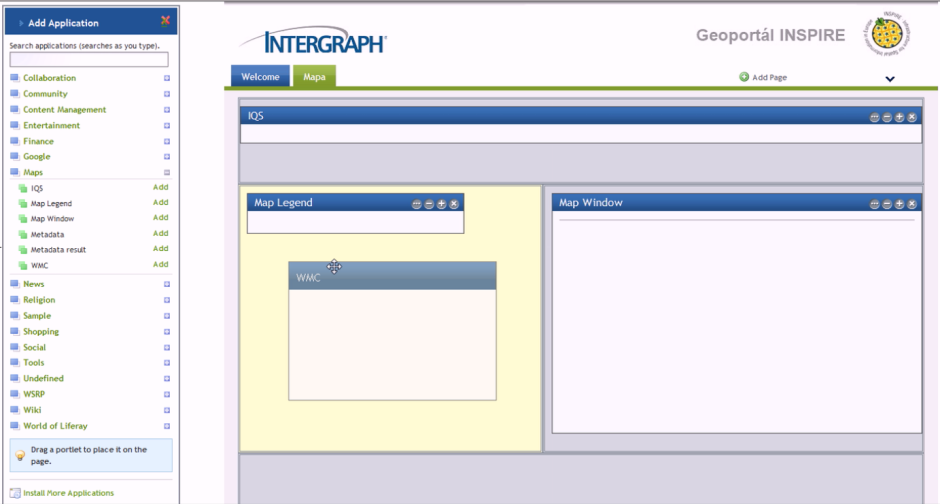 Add Application
Search applications (searches as you type).
Collaboration
Community
Content Management
Entertainment
Finance
Google
Maps
IQS Add
Map Legend Add
Map Window Add
Metadata Add
Metadata result Add
WMC Add
News
Religion
Sample
Shopping
Social
Tools
Undefined
WSRP
Wiki
World of Liferay
Drag a portlet to place it on the
page.
Install More Applications
INTERGRAPH
Geoportál INSPIRE
Welcome Mapa
Add Page
IQS
Map Legend
Map Window
WMC